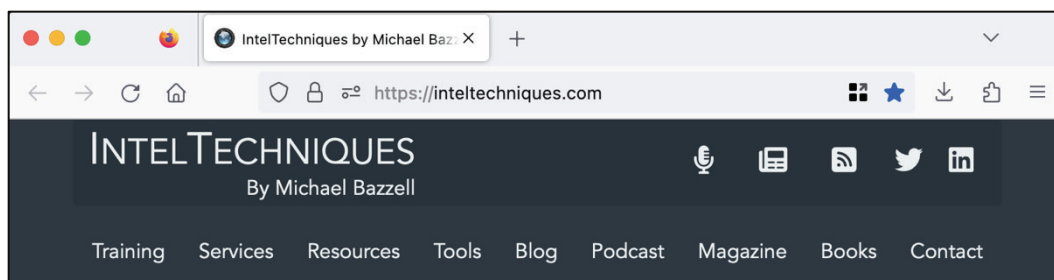 IntelTechniques by Michael Baz
https://inteltechniques.com
INTELTECHNIQUES
By Michael Bazzell
Training Services Resources Tools Blog Podcast Magazine Books Contact